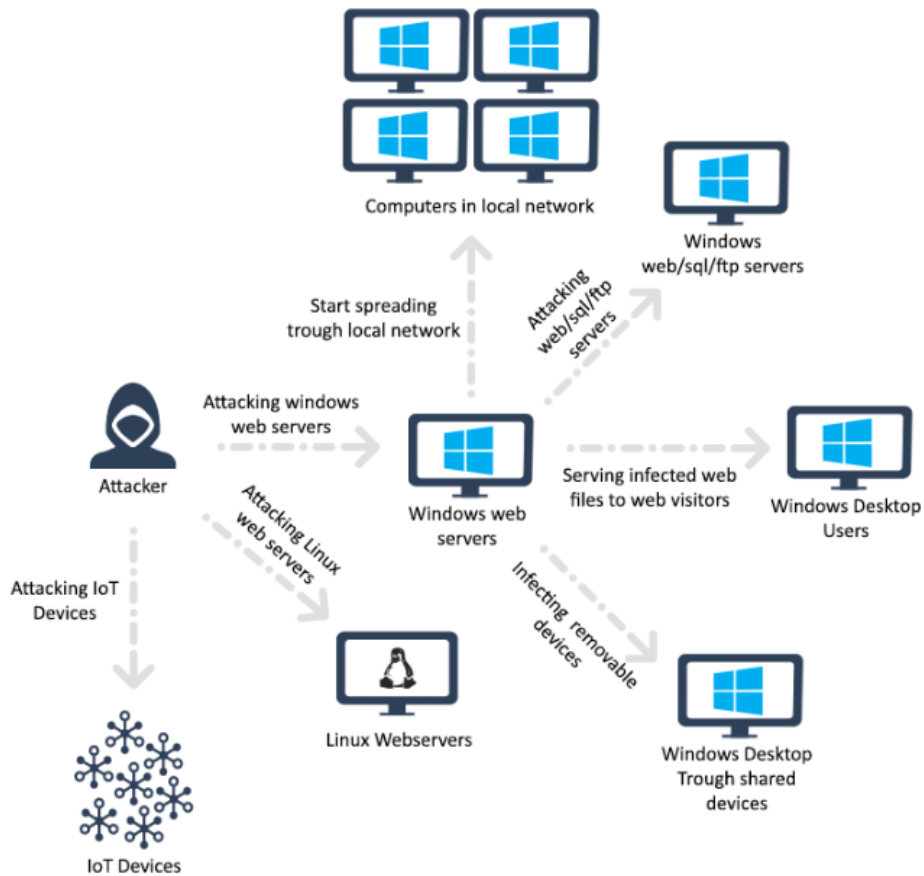 Computers in local network
Windows
web/sql/ftp servers
Start spreading
trough local network
Attacking
web/sql/ftp
servers
Attacking windows
web servers
Attacker
Windows web
servers
Serving infected web
files to web visitors
Windows Desktop
Users
Attacking Linux
web servers
Attacking IoT
Devices
Infecting removable
devices
Linux Webservers
Windows Desktop
Trough shared
devices
IoT Devices